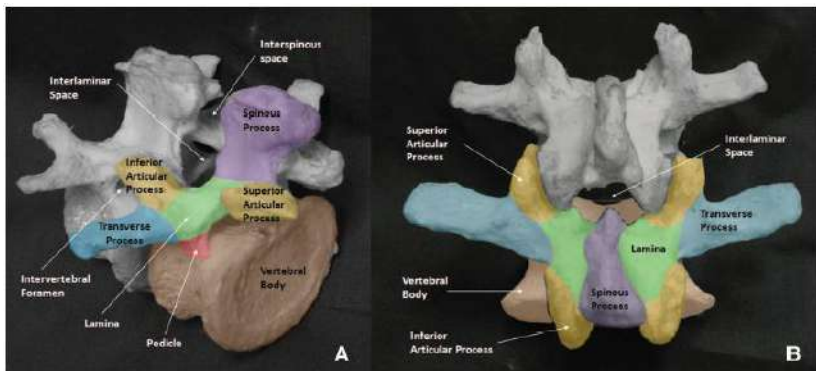 Interspinous
space
Interlaminar
Space
Spinous
Process
Inferior
Articular
Process
Superior
Articular
Process
Transverse
Process
Intervertebral
Foramen
Vertebral
Body
Lamina
Pedicle
A
Superior
Articular
Process
Interlaminar
Space
Transverse
Process
Lamina
Vertebral
Body
Spinous
Process
Inferior
Articular Process
B